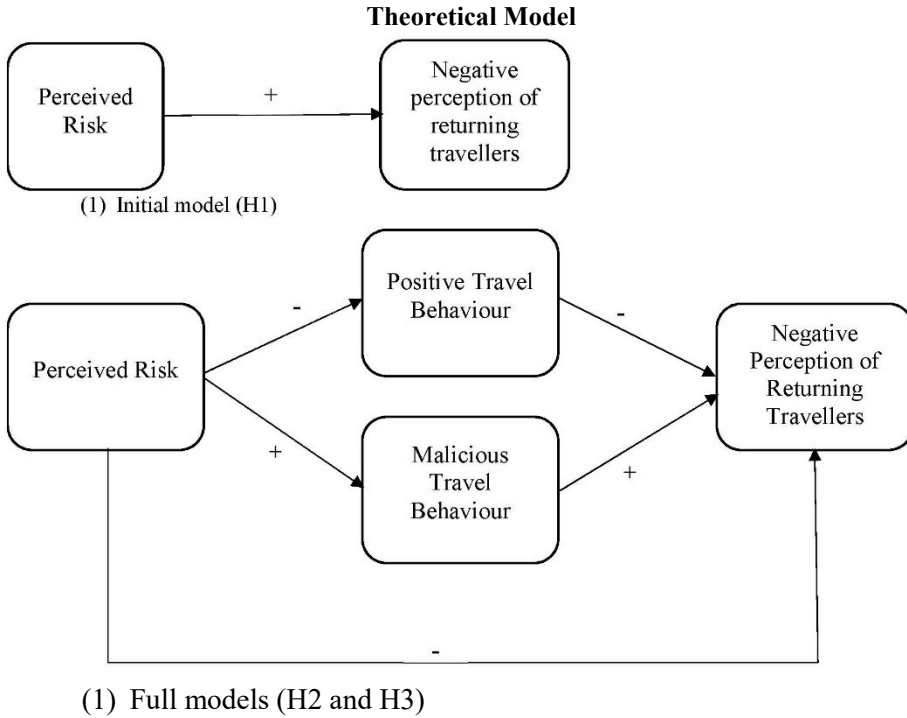 Theoretical Model
Perceived
Risk
+
Negative
perception of
returning
travellers
(1) Initial model (H1)
Positive Travel
Behaviour
-
-
Perceived Risk
Negative
Perception of
Returning
Travellers
+
Malicious
Travel
Behaviour
+
-
(1) Full models (H2 and H3)